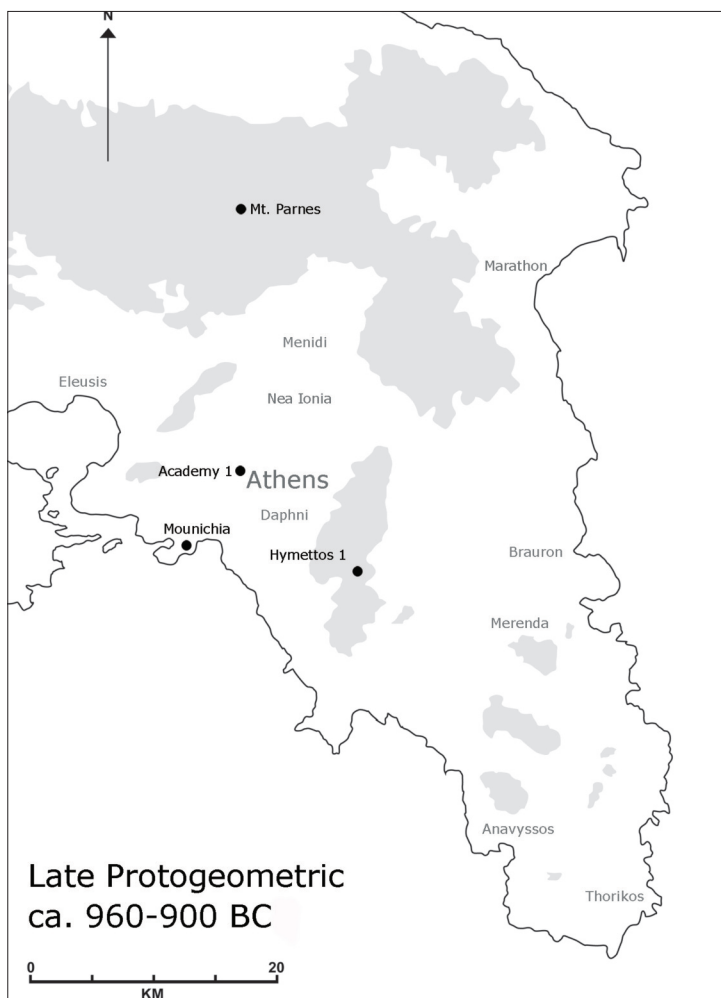 N
Mt. Parnes
Marathon
Menidi
Eleusis
Nea Ionia
Academy 1
Athens
Daphni
Mounichia
Hymettos 1
Brauron
Merenda
Anavyssos
Thorikos
Late Protogeometric
ca. 960-900 BC
0 20
KM